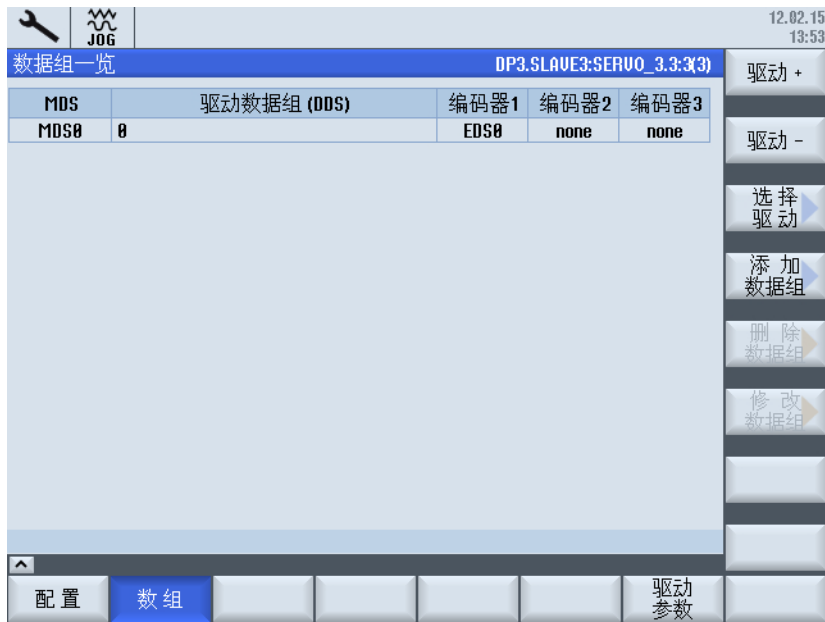 12.02.15
JOG
13:53
数据组一览 DP3.SLAVE3:SERVO_3.3:3(3)
驱动 +
MDS 驱动数据组 (DDS) 编码器1 编码器2 编码器3
MDS0 0 EDS0 none none
驱动 -
选 择
驱 动
添 加
数据组
删 除
数据组
修 改
数据组
配 置 数 组 驱动
参数